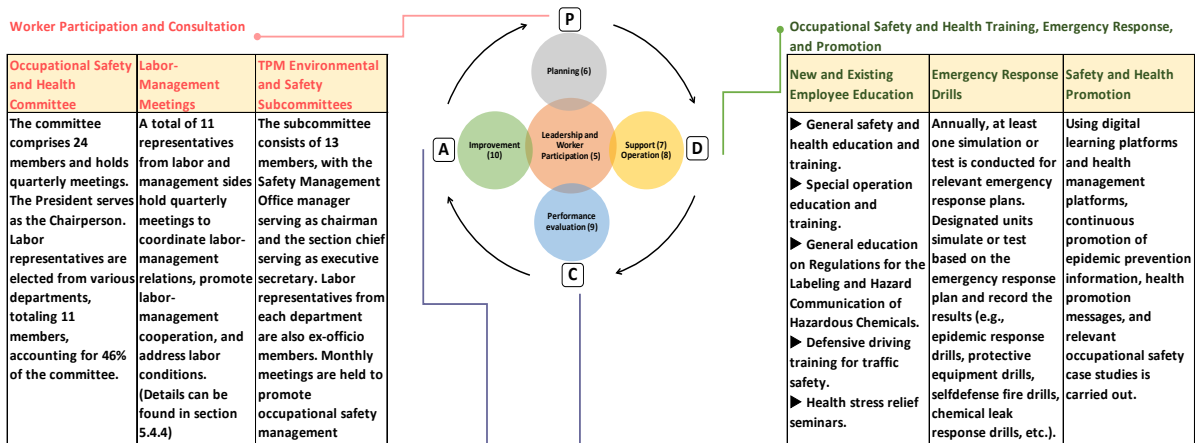 Worker Participation and Consultation
Occupational Safety
and Health
Committee
The committee
comprises 24
members and holds
quarterly meetings.
The President serves
as the Chairperson.
Labor
representatives are
elected from various
departments,
totaling 11
members,
accounting for 46%
of the committee.
Labor-
Management
Meetings
A total of 11
representatives
from labor and
management sides
hold quarterly
meetings to
coordinate labor-
management
relations, promote
labor-
management
cooperation, and
address labor
conditions.
(Details can be
found in section
5.4.4)
TPM Environmental
and Safety
Subcommittees
The subcommittee
consists of 13
members, with the
Safety Management
Office manager
serving as chairman
and the section chief
serving as executive
secretary. Labor
representatives from
each department
are also ex-officio
members. Monthly
meetings are held to
promote
occupational safety
management
P
Planning (6)
A
Improvement
(10)
Leadership and
Worker
Participation (5)
Support (7)
Operation (8)
D
Performance
evaluation (9)
C
Occupational Safety and Health Training, Emergency Response,
and Promotion
New and Existing
Employee Education
▶ General safety and
health education and
training.
▶ Special operation
education and
training.
▶ General education
on Regulations for the
Labeling and Hazard
Communication of
Hazardous Chemicals.
▶ Defensive driving
training for traffic
safety.
▶ Health stress relief
seminars.
Emergency Response
Drills
Annually, at least
one simulation or
test is conducted for
relevant emergency
response plans.
Designated units
simulate or test
based on the
emergency response
plan and record the
results (e.g.,
epidemic response
drills, protective
equipment drills,
selfdefense fire drills,
chemical leak
response drills, etc.).
Safety and Health
Promotion
Using digital
learning platforms
and health
management
platforms,
continuous
promotion of
epidemic prevention
information, health
promotion
messages, and
relevant
occupational safety
case studies is
carried out.